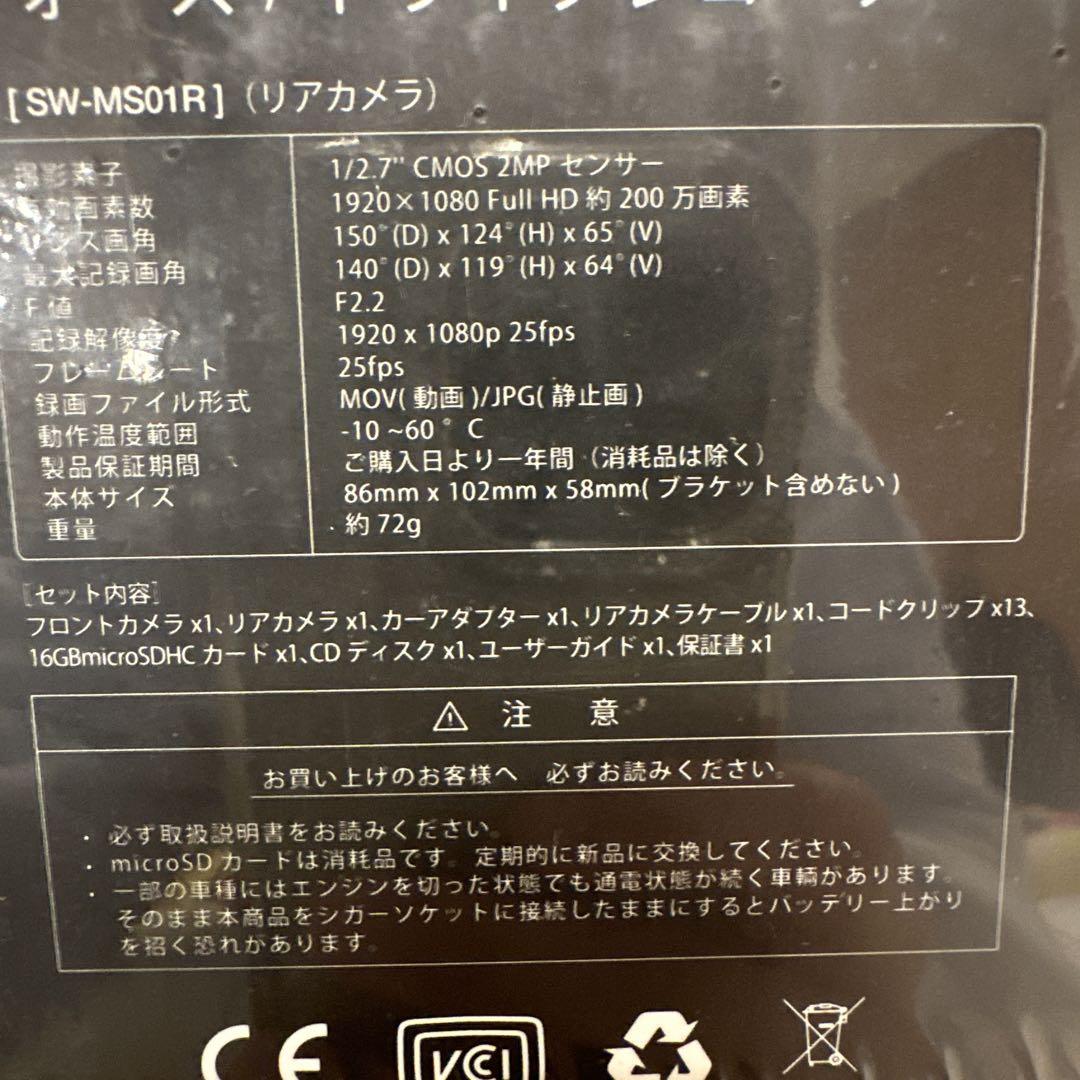 [SW-MS01R]（リアカメラ）
撮影素子 1/2.7'' CMOS 2MP センサー
有効画素数 1920×1080 Full HD 約 200 万画素
レンズ画角 150°(D) x 124°(H) x 65°(V)
最大記録画角 140°(D) x 119°(H) x 64°(V)
F 値 F2.2
記録解像度 1920 x 1080p 25fps
フレームレート 25fps
録画ファイル形式 MOV( 動画 )/JPG( 静止画 )
動作温度範囲 -10 ~60 ° C
製品保証期間 ご購入日より一年間（消耗品は除く）
本体サイズ 86mm x 102mm x 58mm( ブラケット含めない )
重量 約 72g
[セット内容]
フロントカメラ x1、リアカメラ x1、カーアダプター x1、リアカメラケーブル x1、コードクリップ x13、
16GBmicroSDHC カード x1、CD ディスク x1、ユーザーガイド x1、保証書 x1
⚠ 注 意
お買い上げのお客様へ 必ずお読みください。
・必ず取扱説明書をお読みください。
・microSD カードは消耗品です。定期的に新品に交換してください。
・一部の車種にはエンジンを切った状態でも通電状態が続く車輌があります。
そのまま本商品をシガーソケットに接続したままにするとバッテリー上がり
を招く恐れがあります。
CE VCCI